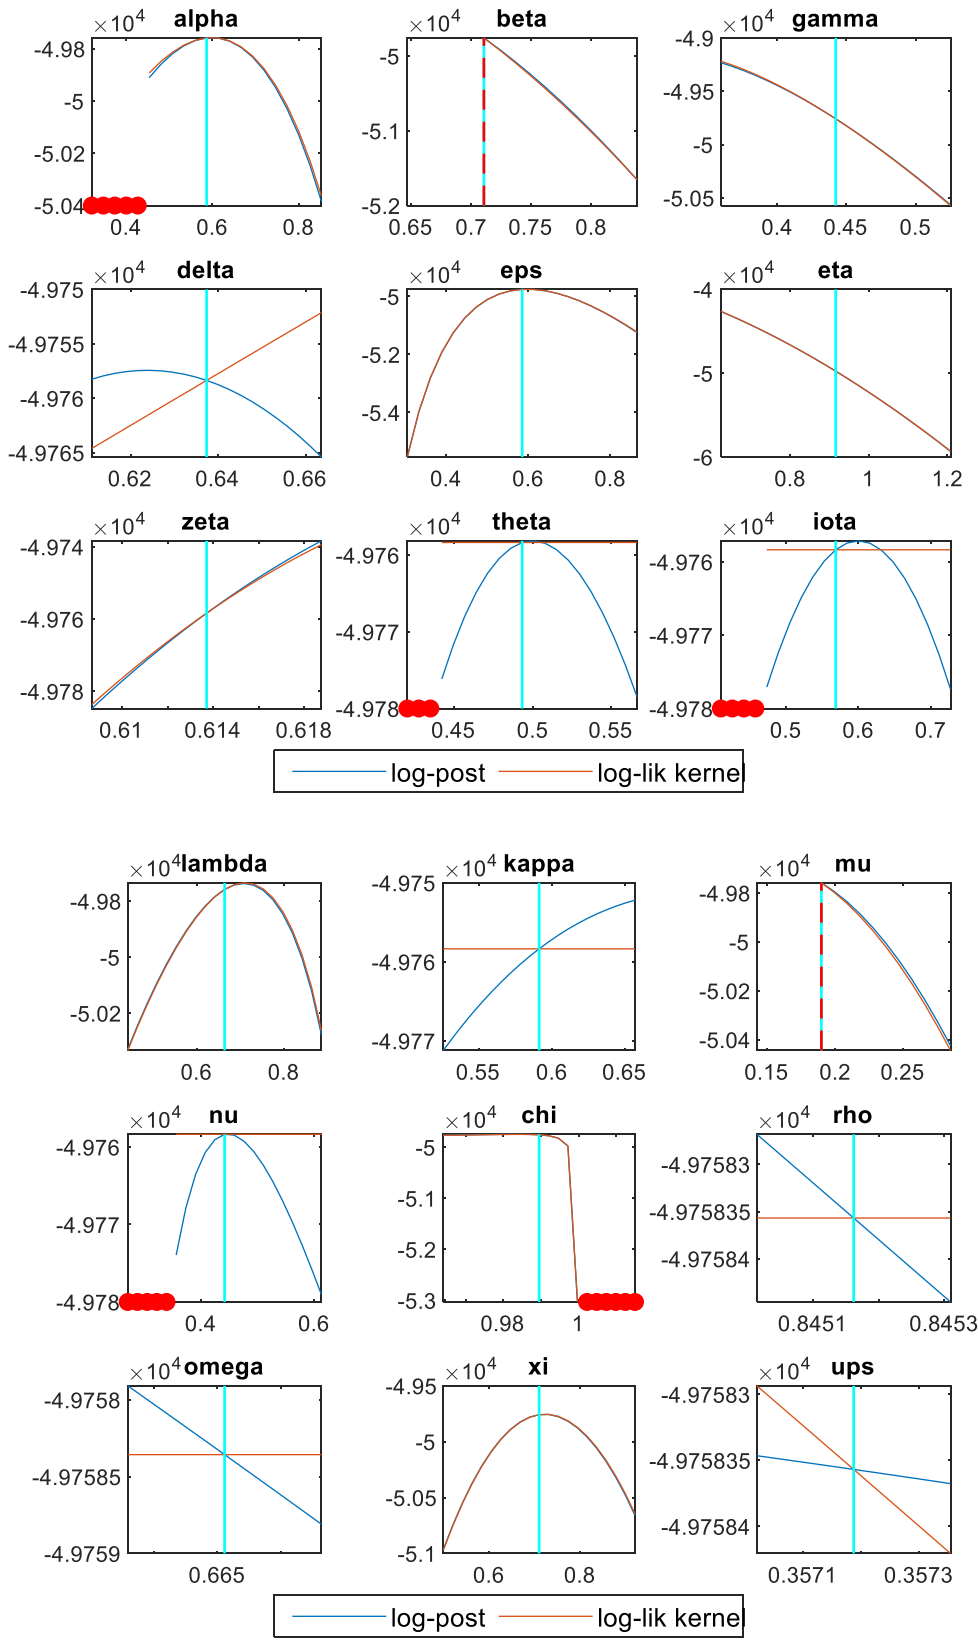 ×10⁴ alpha
-4.98
-5
-5.02
-5.04
0.4 0.6 0.8
×10⁴ beta
-5
-5.1
-5.2
0.65 0.7 0.75 0.8
×10⁴ gamma
-4.9
-4.95
-5
-5.05
0.4 0.45 0.5
×10⁴ delta
-4.975
-4.9755
-4.976
-4.9765
0.62 0.64 0.66
×10⁴ eps
-5
-5.2
-5.4
0.4 0.6 0.8
×10⁴ eta
-4
-5
-6
0.8 1 1.2
×10⁴ zeta
-4.974
-4.976
-4.978
0.61 0.614 0.618
×10⁴ theta
-4.976
-4.977
-4.978
0.45 0.5 0.55
×10⁴ iota
-4.976
-4.977
-4.978
0.5 0.6 0.7
log-post log-lik kernel
×10⁴ lambda
-4.98
-5
-5.02
0.6 0.8
×10⁴ kappa
-4.975
-4.976
-4.977
0.55 0.6 0.65
×10⁴ mu
-4.98
-5
-5.02
-5.04
0.15 0.2 0.25
×10⁴ nu
-4.976
-4.977
-4.978
0.4 0.6
×10⁴ chi
-5
-5.1
-5.2
-5.3
0.98 1
×10⁴ rho
-4.97583
-4.975835
-4.97584
0.8451 0.8453
×10⁴ omega
-4.9758
-4.97585
-4.9759
0.665
×10⁴ xi
-4.95
-5
-5.05
-5.1
0.6 0.8
×10⁴ ups
-4.97583
-4.975835
-4.97584
0.3571 0.3573
log-post log-lik kernel